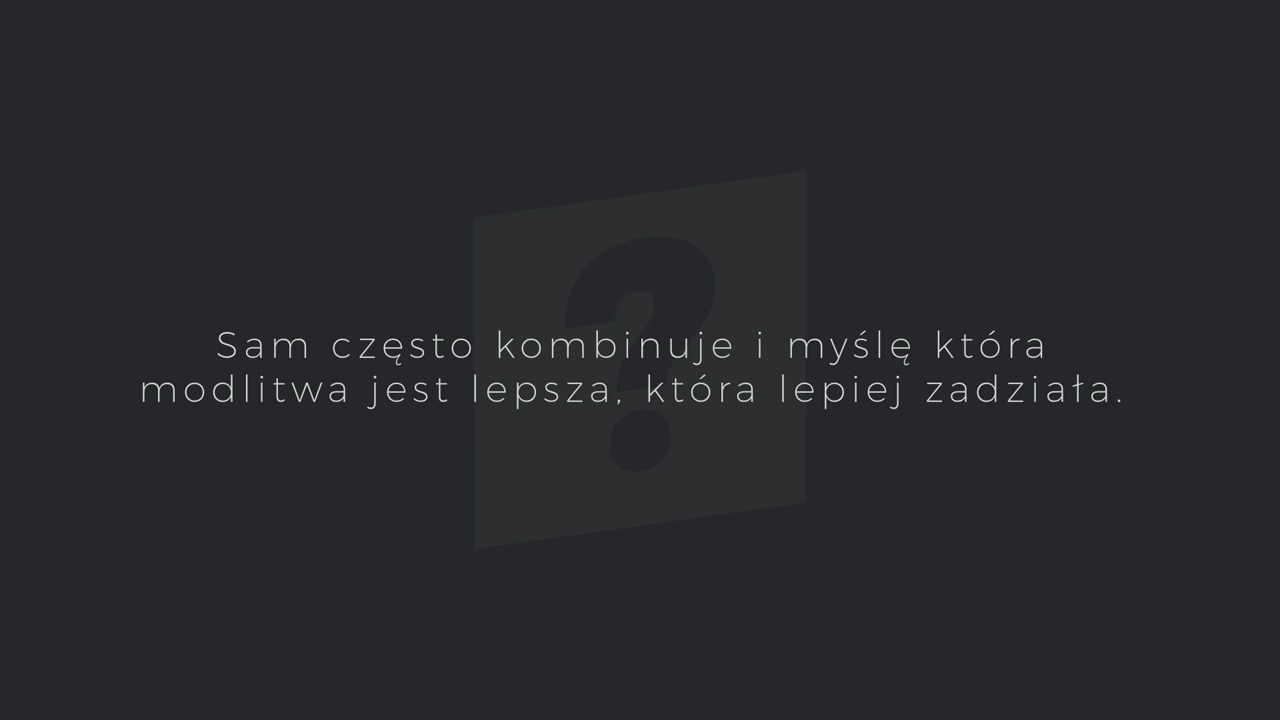 Sam często kombinuje i myślę która
modlitwa jest lepsza, która lepiej zadziała.
?